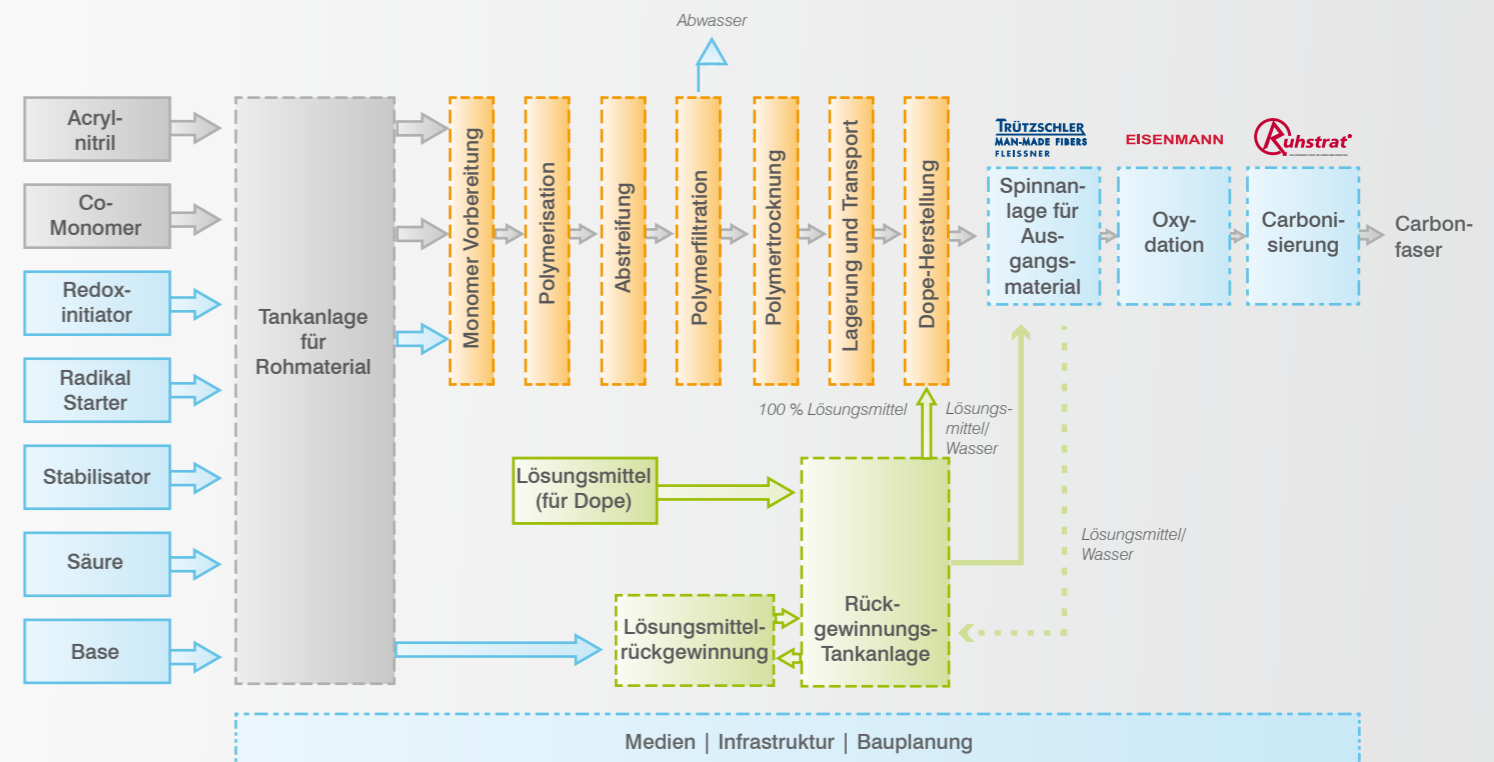 Abwasser
Acryl-
nitril
Co-
Monomer
Redox-
initiator
Radikal
Starter
Stabilisator
Säure
Base
Tankanlage
für
Rohmaterial
Monomer Vorbereitung
Polymerisation
Abstreifung
Polymerfiltration
Polymertrocknung
Lagerung und Transport
Dope-Herstellung
TRÜTZSCHLER
MAN-MADE FIBERS
FLEISSNER
EISENMANN
Ruhstrat
Spinnan-
lage für
Aus-
gangs-
material
Oxy-
dation
Carboni-
sierung
Carbon-
faser
100 % Lösungsmittel
Lösungs-
mittel/
Wasser
Lösungsmittel
(für Dope)
Lösungsmittel/
Wasser
Lösungsmittel-
rückgewinnung
Rück-
gewinnungs-
Tankanlage
Medien | Infrastruktur | Bauplanung